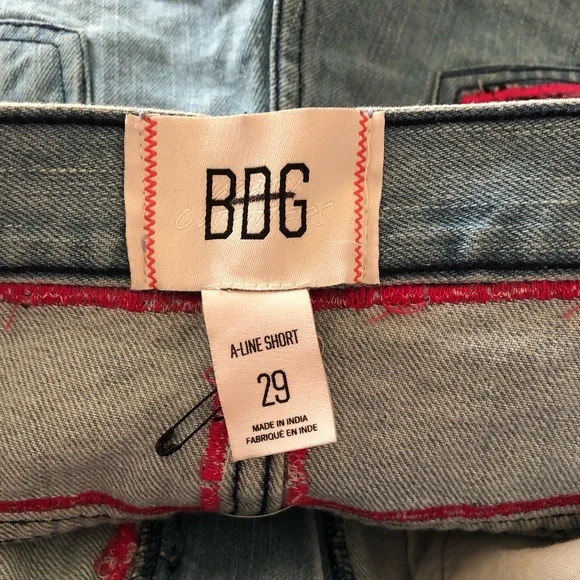 BDG
A-LINE SHORT
29
MADE IN INDIA
FABRIQUÉ EN INDE